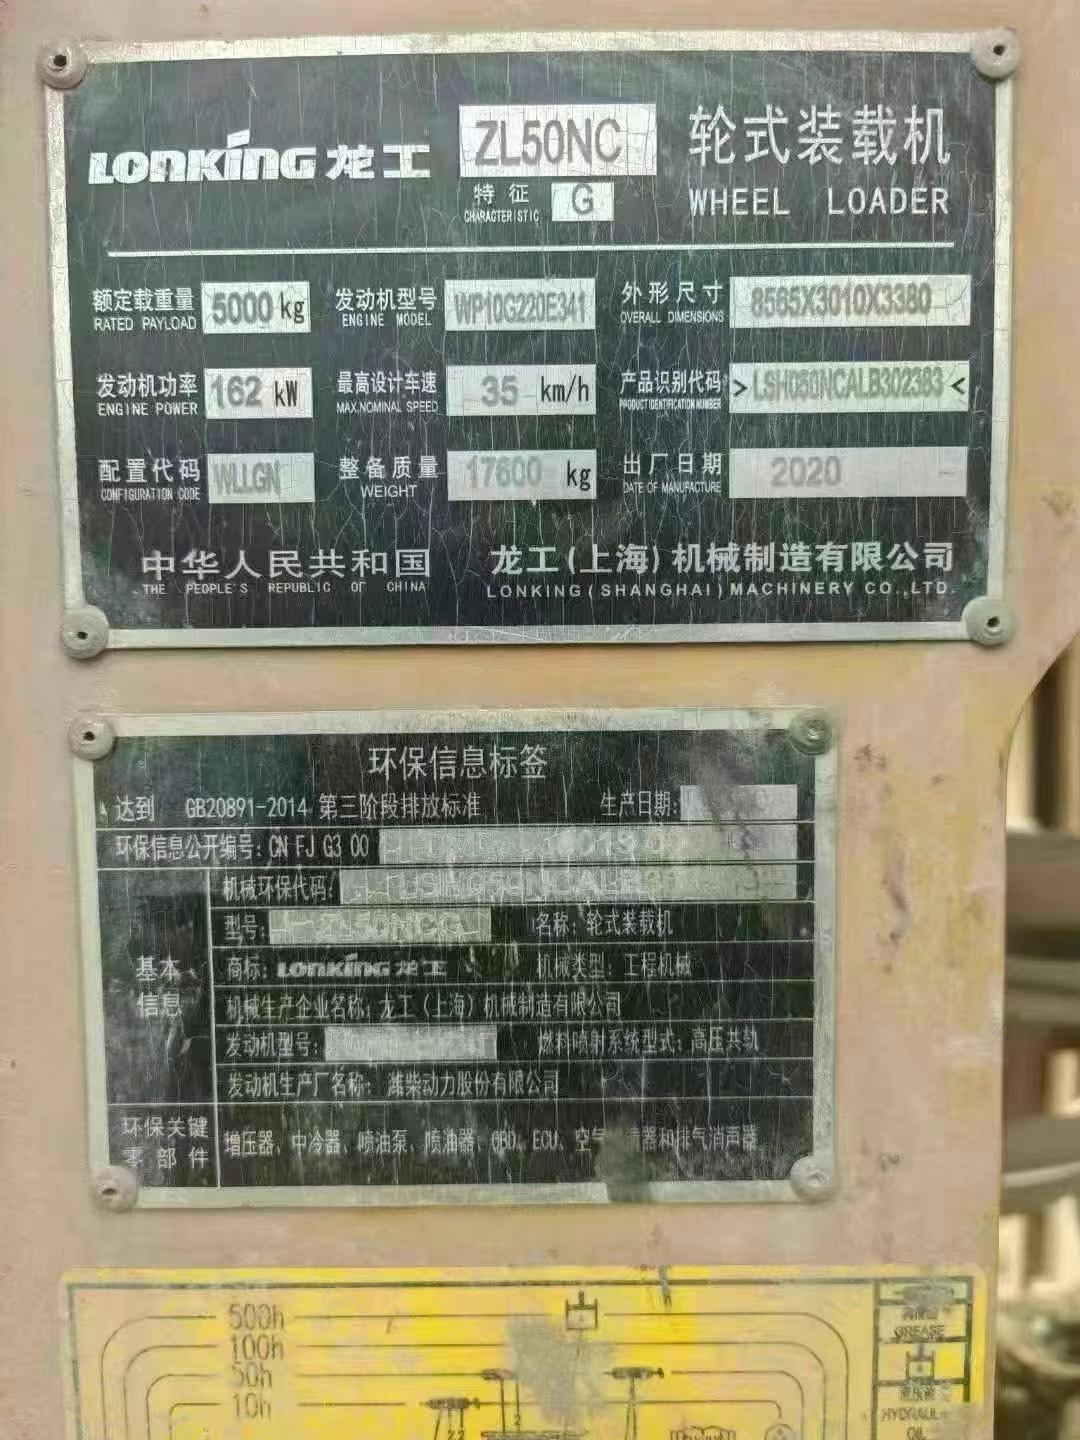 LONKING 龙工 ZL50NC 轮式装载机
特征 CHARACTERISTIC G WHEEL LOADER
额定载重量 RATED PAYLOAD 5000 kg 发动机型号 ENGINE MODEL WP10G220E341 外形尺寸 OVERALL DIMENSIONS 8565X3010X3380
发动机功率 ENGINE POWER 162 kW 最高设计车速 MAX.NOMINAL SPEED 35 km/h 产品识别代码 PRODUCT IDENTIFICATION NUMBER > <
配置代码 CONFIGURATION CODE WLLGN 整备质量 WEIGHT 17600 kg 出厂日期 DATE OF MANUFACTURE 2020
中华人民共和国 龙工(上海)机械制造有限公司
THE PEOPLE'S REPUBLIC OF CHINA LONKING(SHANGHAI)MACHINERY CO.,LTD.
环保信息标签
达到 GB20891-2014 第三阶段排放标准 生产日期:
环保信息公开编号: CN FJ G3 00
机械环保代码:
型号: ZL50NCG 名称: 轮式装载机
基本信息 商标: LONKING 龙工 机械类型: 工程机械
机械生产企业名称: 龙工(上海)机械制造有限公司
发动机型号: 燃料喷射系统型式: 高压共轨
发动机生产厂名称: 潍柴动力股份有限公司
环保关键零部件 增压器、中冷器、喷油泵、喷油器、OBD、ECU、空气 清器和排气消声器
500h
100h
50h
10h
GREASE
HYDRAULIC
OIL